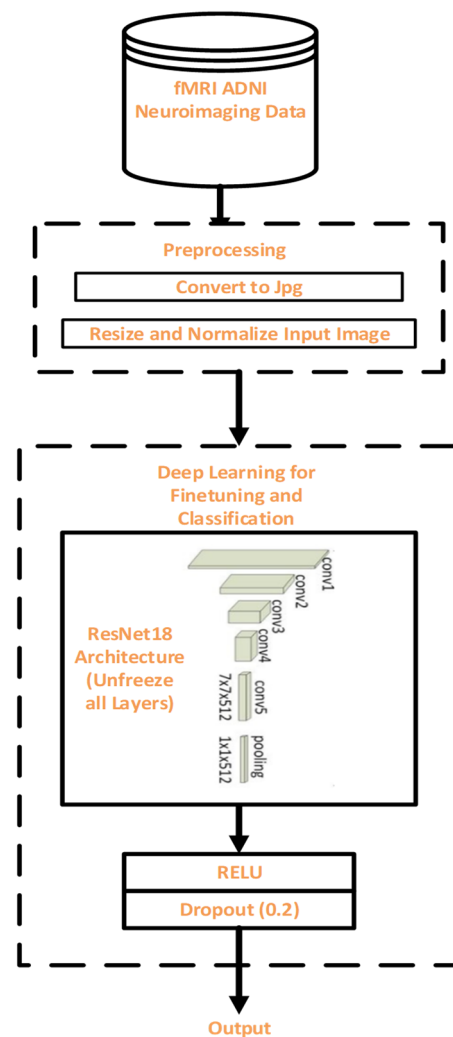 fMRI ADNI
Neuroimaging Data
Preprocessing
Convert to Jpg
Resize and Normalize Input Image
Deep Learning for
Finetuning and
Classification
ResNet18
Architecture
(Unfreeze
all Layers)
conv1
conv2
conv3
conv4
conv5
7x7x512
pooling
1x1x512
RELU
Dropout (0.2)
Output